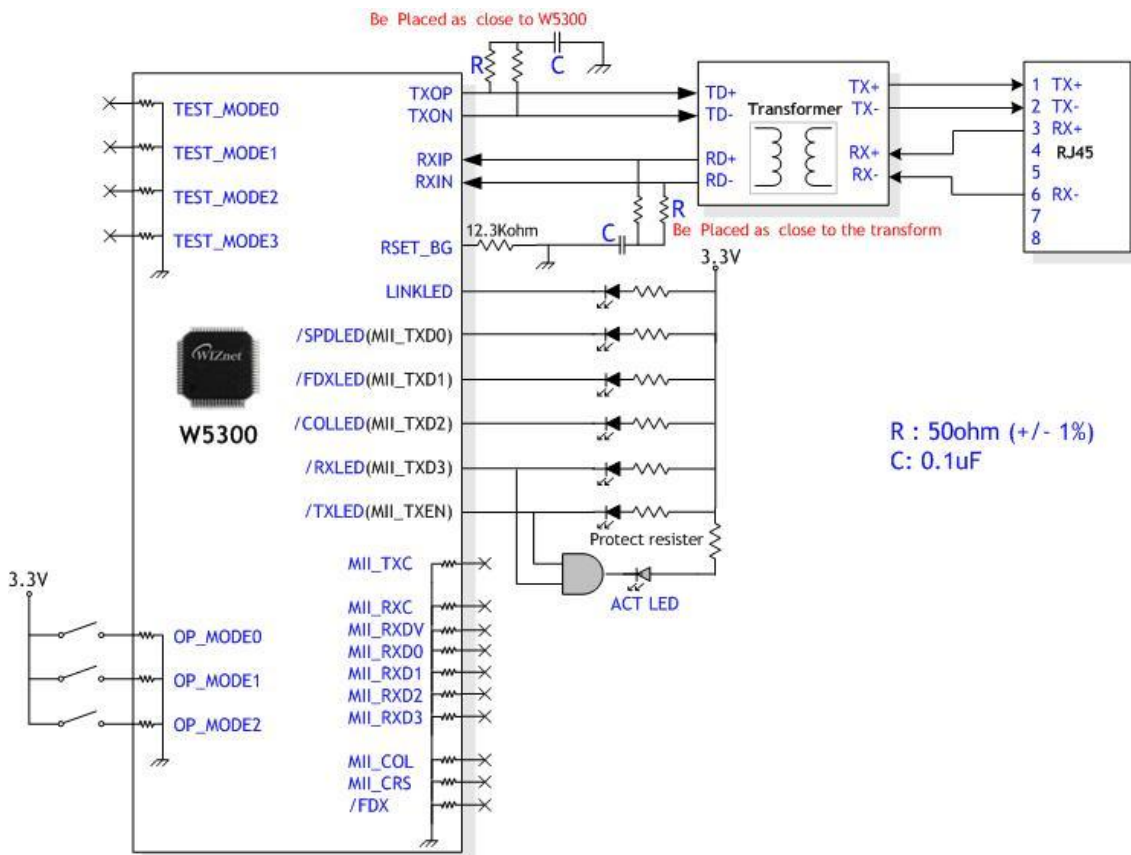 Be Placed as close to W5300
R
C
TEST_MODE0
TEST_MODE1
TEST_MODE2
TEST_MODE3
TXOP
TXON
RXIP
RXIN
RSET_BG
12.3Kohm
C
R
Be Placed as close to the transform
TD+
TD-
RD+
RD-
Transformer
TX+
TX-
RX+
RX-
1 TX+
2 TX-
3 RX+
4
RJ45
5
6 RX-
7
8
3.3V
LINKLED
/SPDLED(MII_TXD0)
/FDXLED(MII_TXD1)
/COLLED(MII_TXD2)
/RXLED(MII_TXD3)
/TXLED(MII_TXEN)
WIZnet
W5300
R : 50ohm (+/- 1%)
C: 0.1uF
Protect resister
ACT LED
3.3V
OP_MODE0
OP_MODE1
OP_MODE2
MII_TXC
MII_RXC
MII_RXDV
MII_RXD0
MII_RXD1
MII_RXD2
MII_RXD3
MII_COL
MII_CRS
/FDX